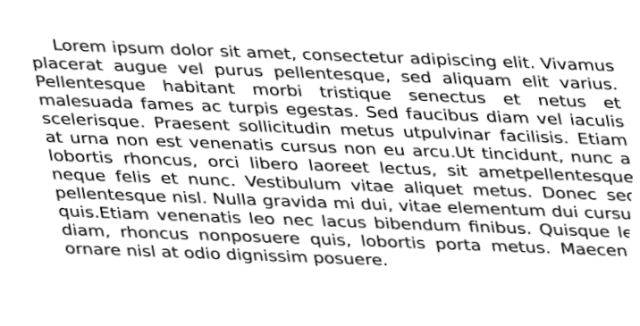 Lorem ipsum dolor sit amet, consectetur adipiscing elit. Vivamus
placerat augue vel purus pellentesque, sed aliquam elit varius.
Pellentesque habitant morbi tristique senectus et netus et
malesuada fames ac turpis egestas. Sed faucibus diam vel iaculis
scelerisque. Praesent sollicitudin metus utpulvinar facilisis. Etiam
at urna non est venenatis cursus non eu arcu.Ut tincidunt, nunc a
lobortis rhoncus, orci libero laoreet lectus, sit ametpellentesque
neque felis et nunc. Vestibulum vitae aliquet metus. Donec sed
pellentesque nisl. Nulla gravida mi dui, vitae elementum dui cursu
quis.Etiam venenatis leo nec lacus bibendum finibus. Quisque le
diam, rhoncus nonposuere quis, lobortis porta metus. Maecen
ornare nisl at odio dignissim posuere.